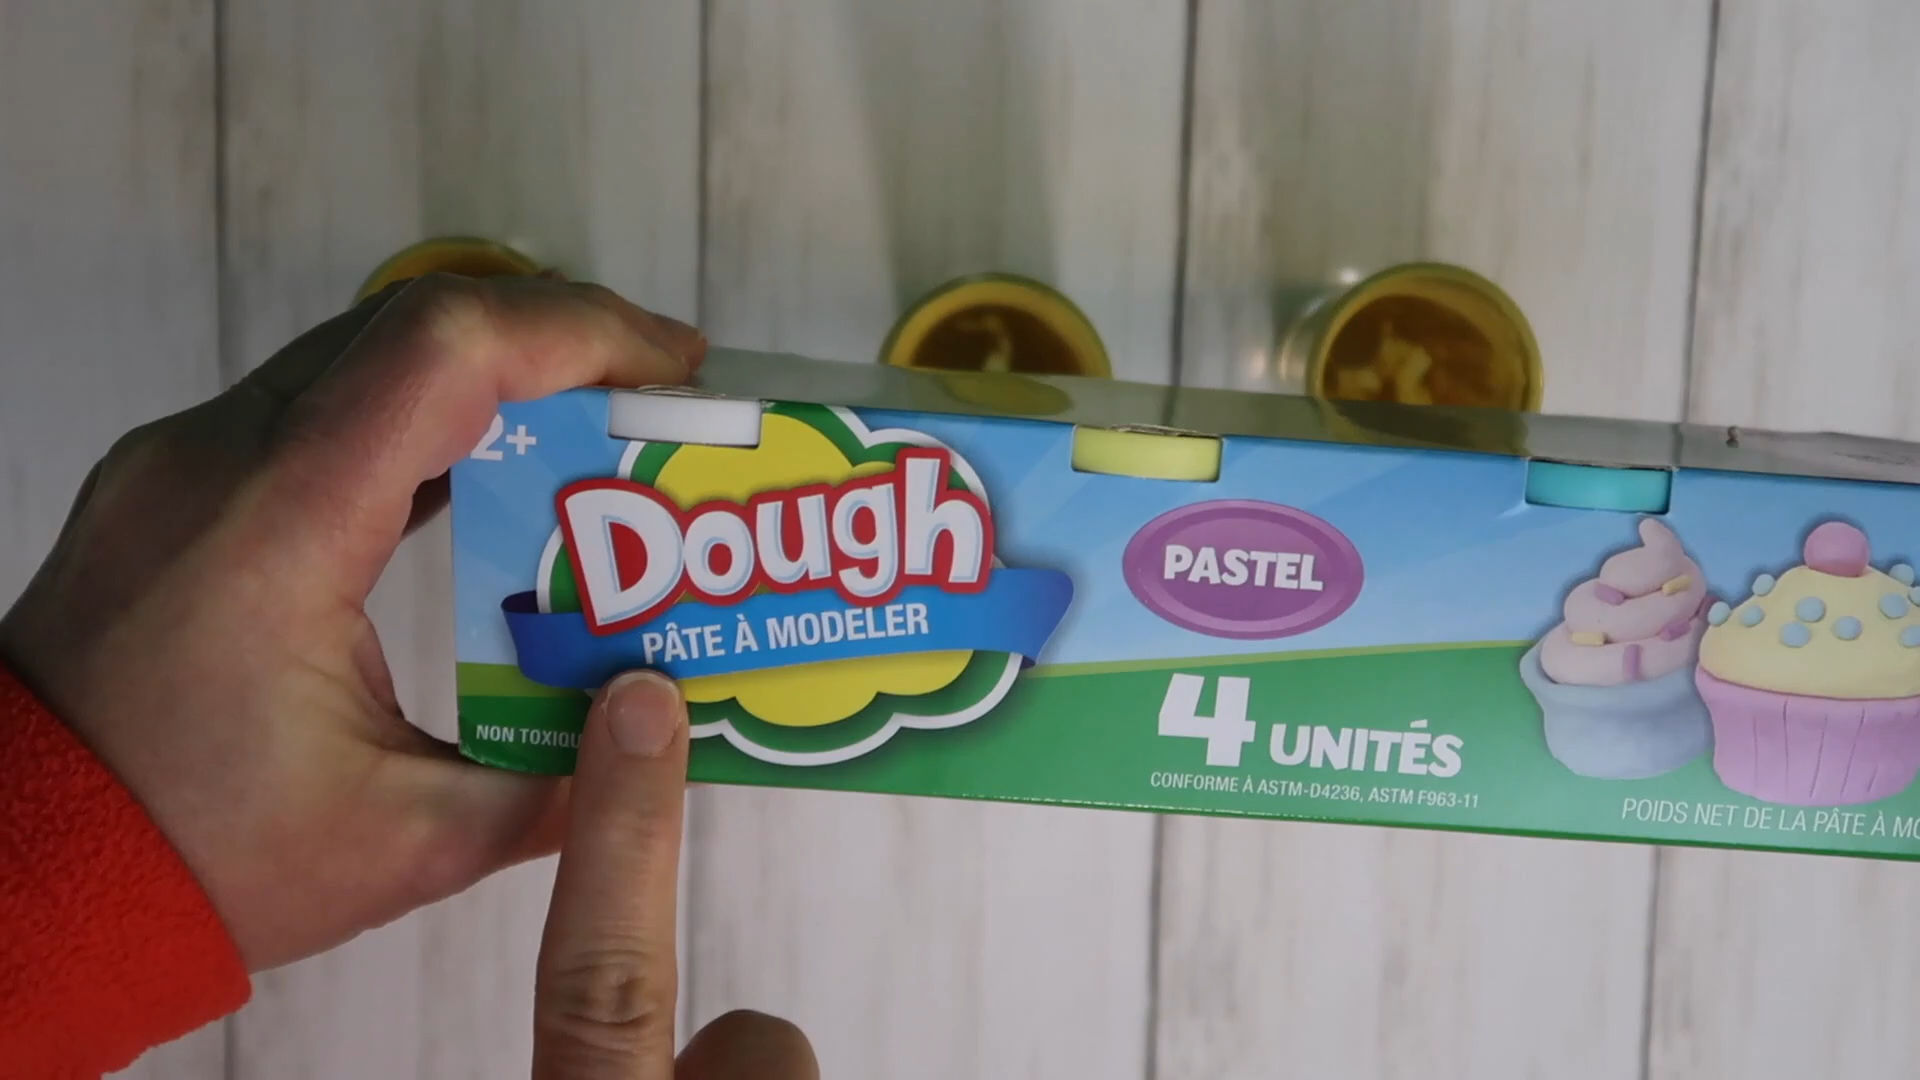 2+
Dough
PÂTE À MODELER
PASTEL
4 UNITÉS
NON
CONFORME À ASTM-D4236, ASTM F963-11
POIDS NET DE LA PÂTE À